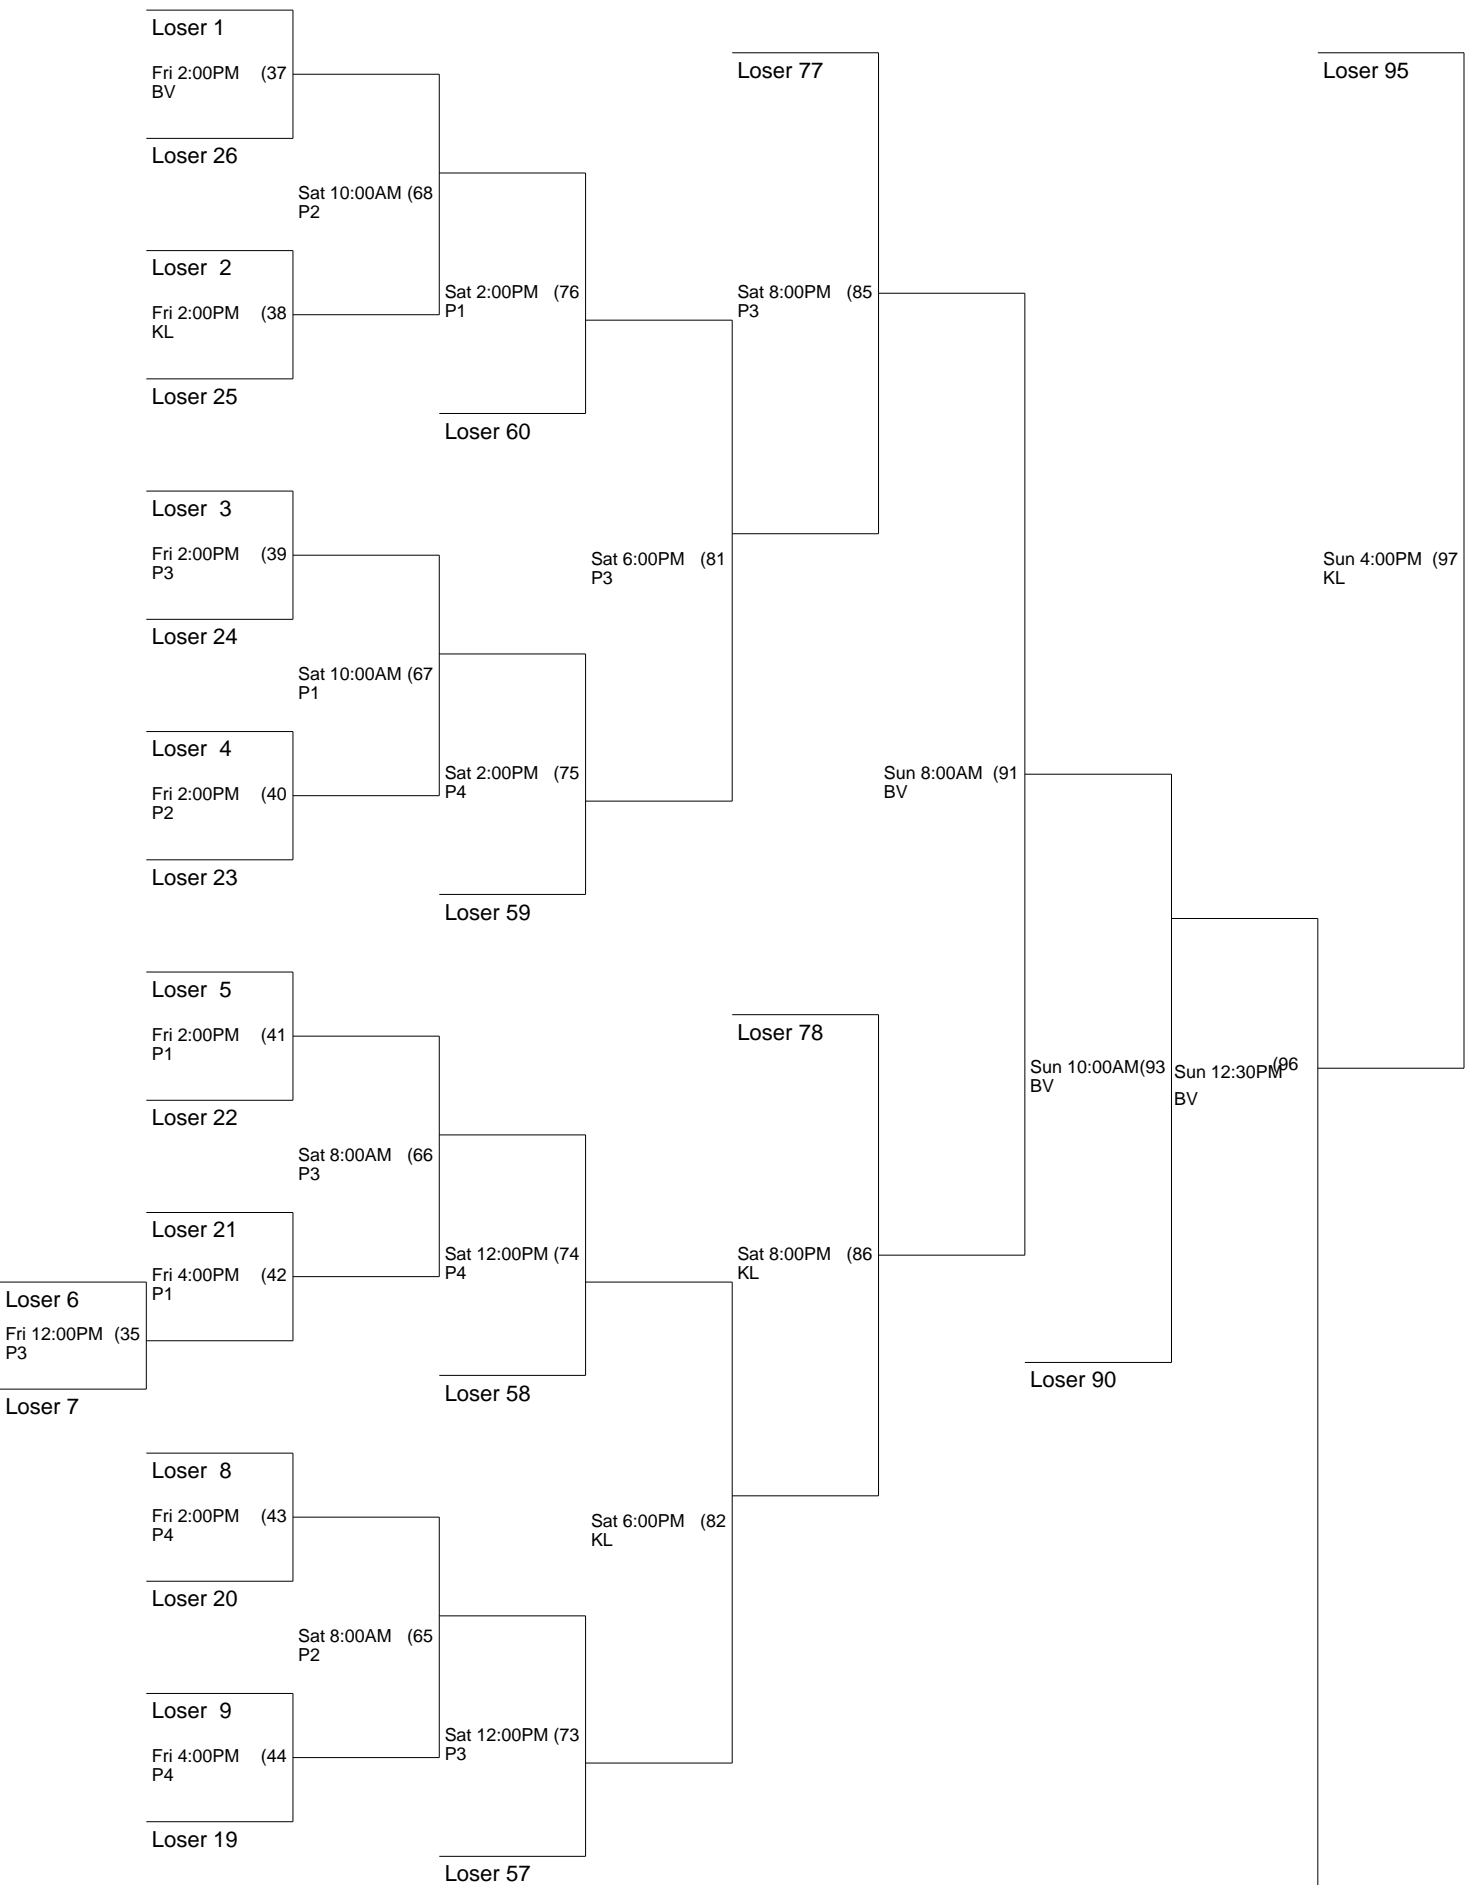 Loser 1
Fri 2:00PM (37
BV
Loser 26
Sat 10:00AM (68
P2
Loser 2
Fri 2:00PM (38
KL
Loser 25
Sat 2:00PM (76
P1
Loser 60
Loser 77
Sat 8:00PM (85
P3
Loser 95
Loser 3
Fri 2:00PM (39
P3
Loser 24
Sat 10:00AM (67
P1
Loser 4
Fri 2:00PM (40
P2
Loser 23
Sat 2:00PM (75
P4
Loser 59
Sat 6:00PM (81
P3
Sun 4:00PM (97
KL
Sun 8:00AM (91
BV
Loser 5
Fri 2:00PM (41
P1
Loser 22
Sat 8:00AM (66
P3
Loser 21
Fri 4:00PM (42
P1
Loser 6
Fri 12:00PM (35
P3
Loser 7
Sat 12:00PM (74
P4
Loser 58
Loser 78
Sat 8:00PM (86
KL
Sun 10:00AM(93
BV
Sun 12:30PM (96
BV
Loser 90
Loser 8
Fri 2:00PM (43
P4
Loser 20
Sat 8:00AM (65
P2
Loser 9
Fri 4:00PM (44
P4
Loser 19
Sat 12:00PM (73
P3
Loser 57
Sat 6:00PM (82
KL